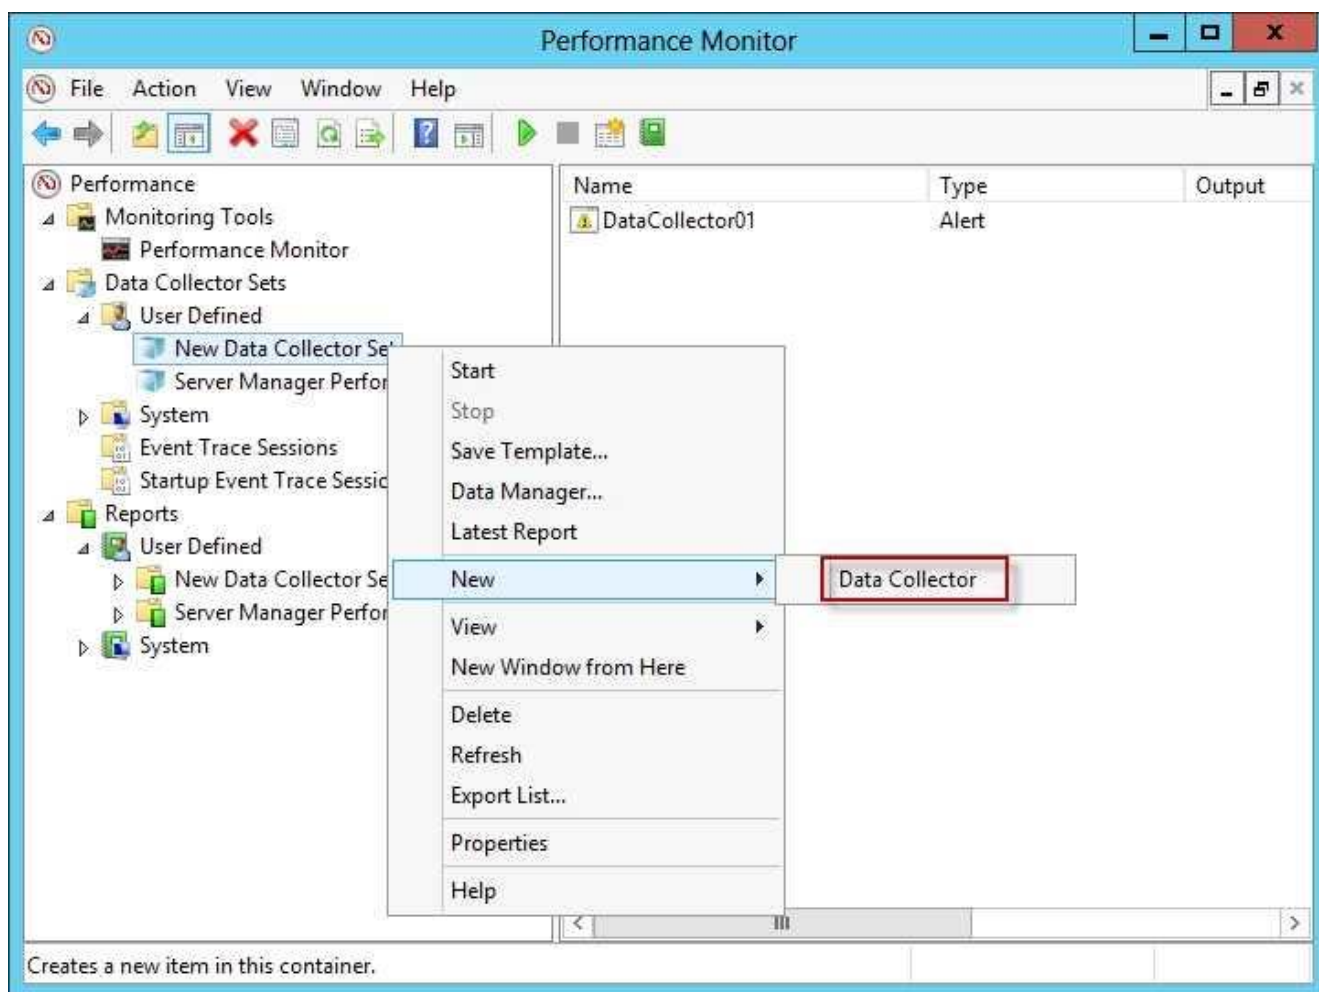 Performance Monitor
File Action View Window Help
Performance
Monitoring Tools
Performance Monitor
Data Collector Sets
User Defined
New Data Collector Set
Server Manager Perfor
System
Event Trace Sessions
Startup Event Trace Sessic
Reports
User Defined
New Data Collector Se
Server Manager Perfor
System
Name Type Output
DataCollector01 Alert
Start
Stop
Save Template...
Data Manager...
Latest Report
New
Data Collector
View
New Window from Here
Delete
Refresh
Export List...
Properties
Help
Creates a new item in this container.